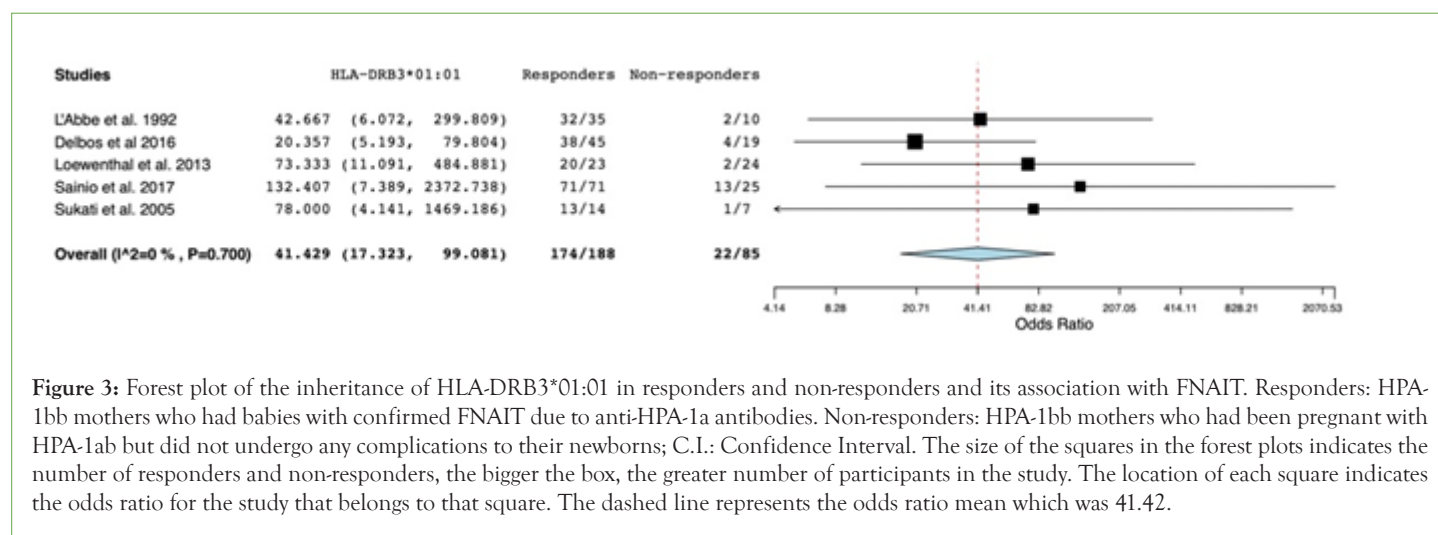 Studies HLA-DRB3*01:01 Responders Non-responders
L'Abbe et al. 1992 42.667 (6.072, 299.809) 32/35 2/10
Delbos et al 2016 20.357 (5.193, 79.804) 38/45 4/19
Loewenthal et al. 2013 73.333 (11.091, 484.881) 20/23 2/24
Sainio et al. 2017 132.407 (7.389, 2372.738) 71/71 13/25
Sukati et al. 2005 78.000 (4.141, 1469.186) 13/14 1/7
Overall (I^2=0 % , P=0.700) 41.429 (17.323, 99.081) 174/188 22/85
4.14 8.28 20.71 41.41 82.82 207.05 414.11 828.21 2070.53
Odds Ratio
Figure 3: Forest plot of the inheritance of HLA-DRB3*01:01 in responders and non-responders and its association with FNAIT. Responders: HPA-
1bb mothers who had babies with confirmed FNAIT due to anti-HPA-1a antibodies. Non-responders: HPA-1bb mothers who had been pregnant with
HPA-1ab but did not undergo any complications to their newborns; C.I.: Confidence Interval. The size of the squares in the forest plots indicates the
number of responders and non-responders, the bigger the box, the greater number of participants in the study. The location of each square indicates
the odds ratio for the study that belongs to that square. The dashed line represents the odds ratio mean which was 41.42.